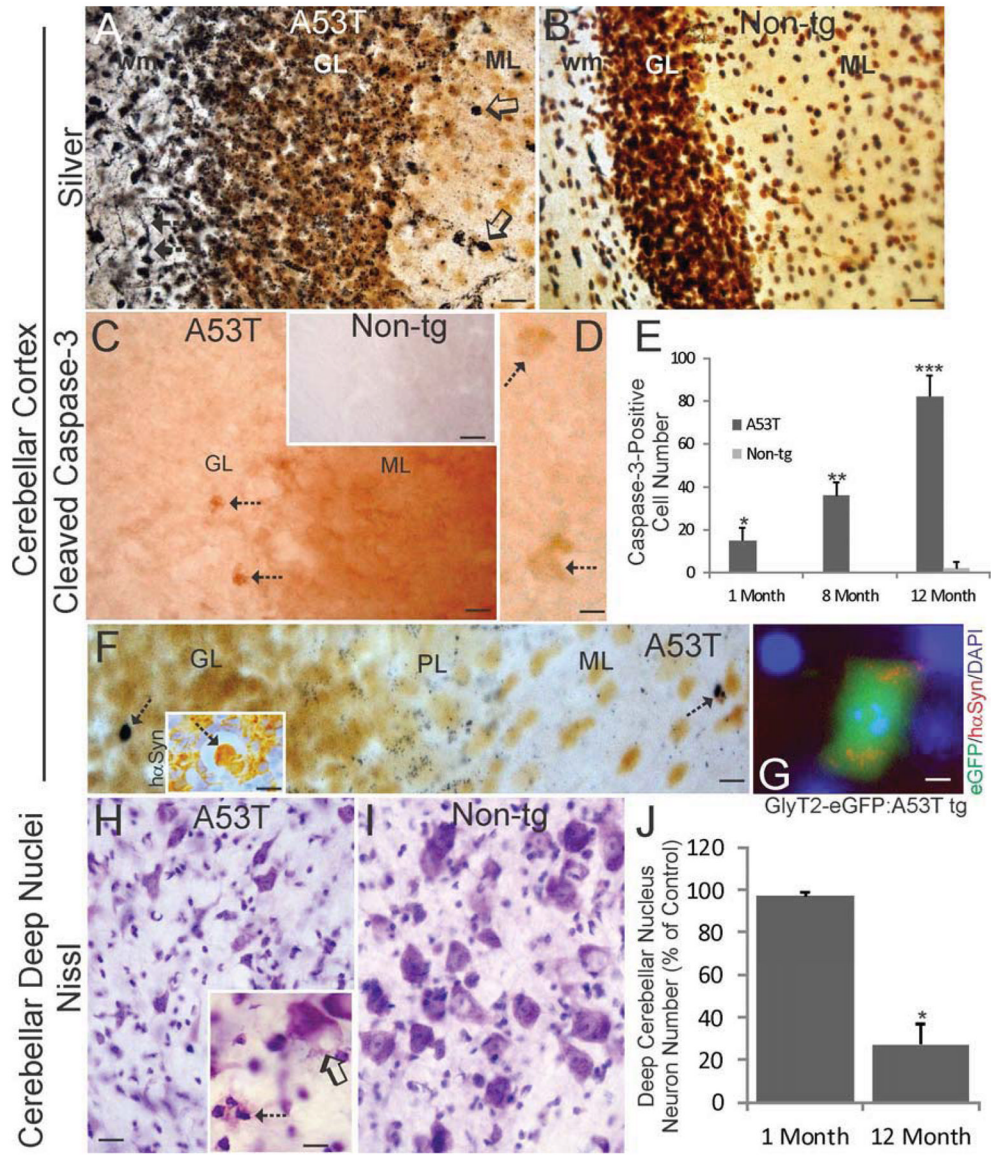 Cerebellar Cortex
Silver
A
A53T
wm
GL
ML
B
Non-tg
wm
GL
ML
Cleaved Caspase-3
C
A53T
Non-tg
GL
ML
D
E
Caspase-3-Positive
Cell Number
100
80
60
40
20
0
A53T
Non-tg
*
**
***
1 Month
8 Month
12 Month
F
GL
PL
ML
A53T
hαSyn
G
eGFP/hαSyn/DAPI
GlyT2-eGFP:A53T tg
Cerebellar Deep Nuclei
Nissl
H
A53T
I
Non-tg
J
Deep Cerebellar Nucleus
Neuron Number (% of Control)
120
100
80
60
40
20
0
*
1 Month
12 Month